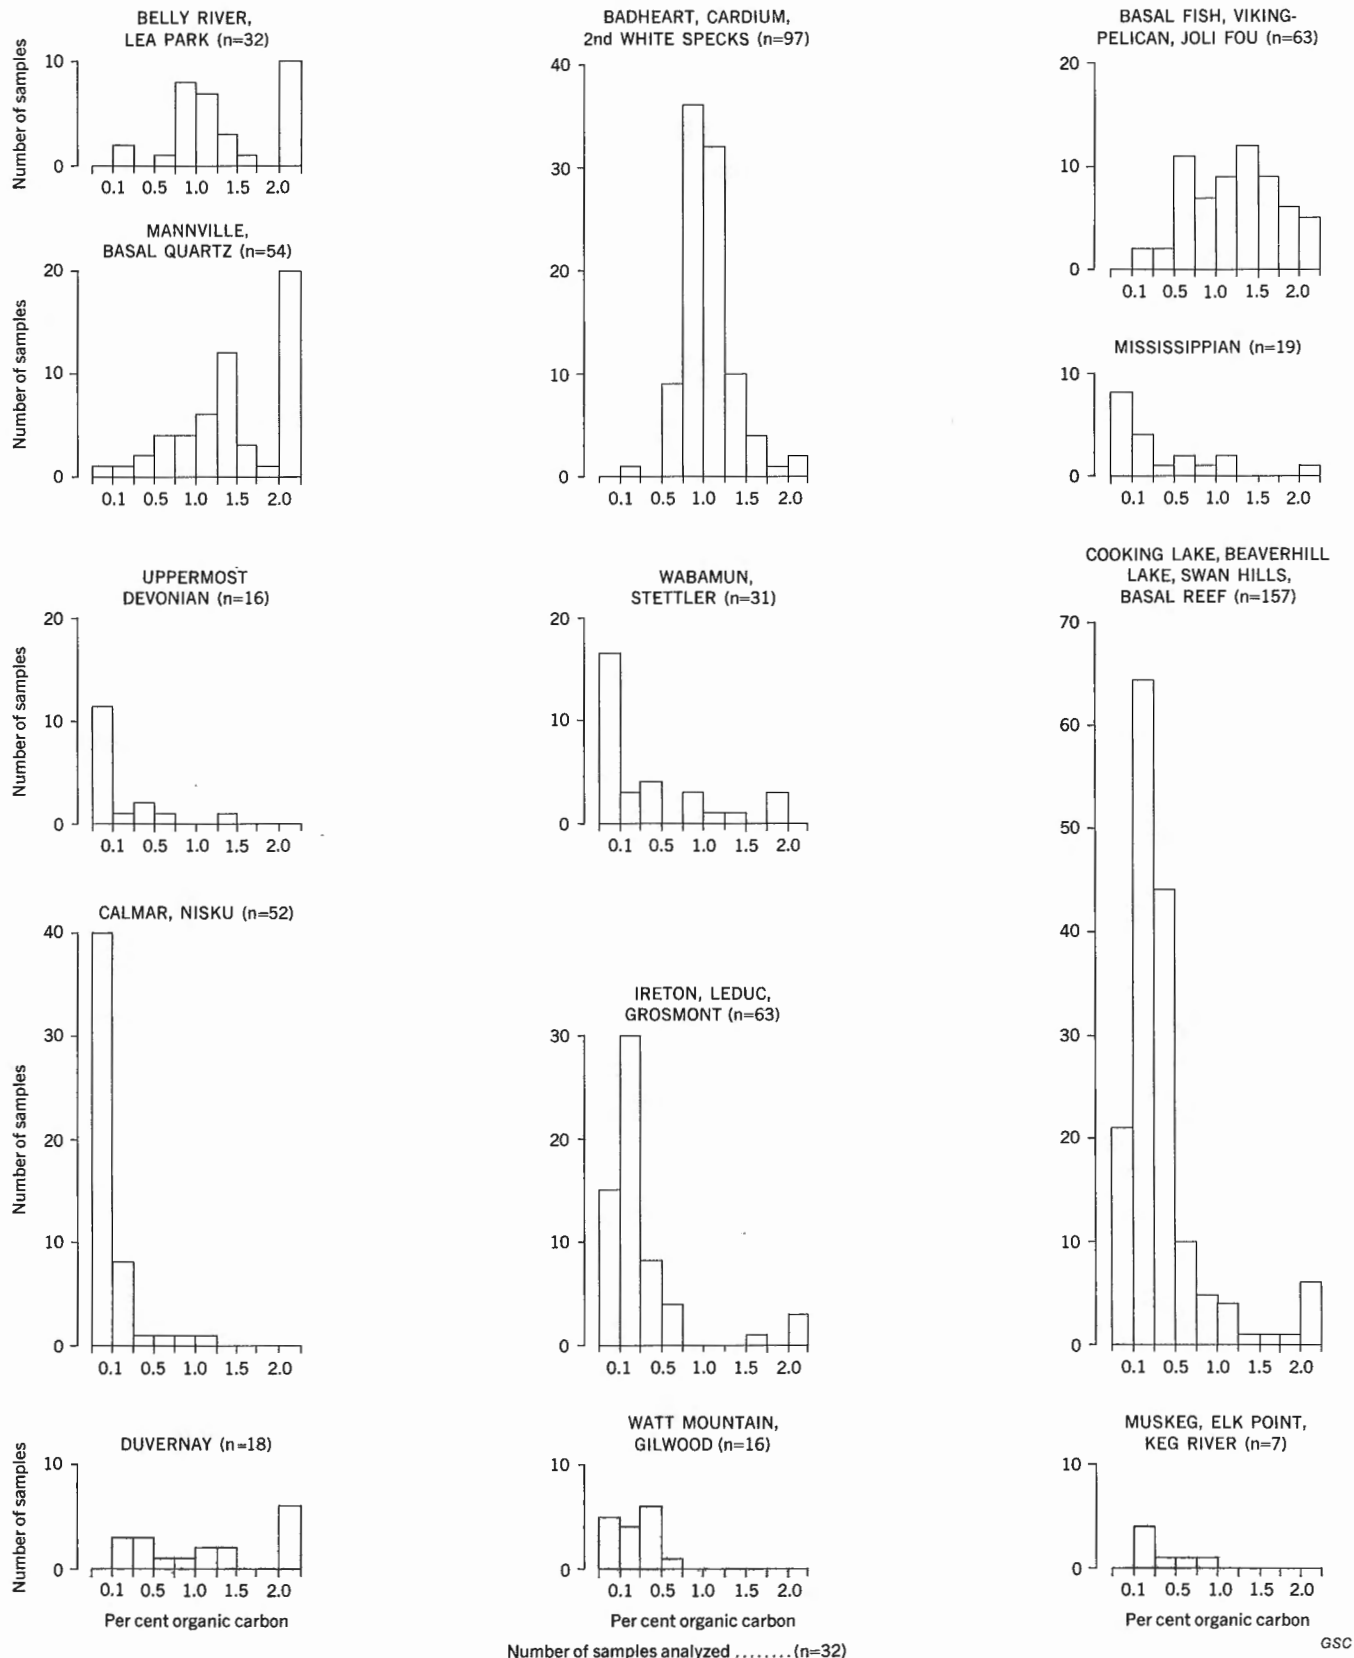 BELLY RIVER,
LEA PARK (n=32)
Number of samples
10
0
0.1 0.5 1.0 1.5 2.0
BADHEART, CARDIUM,
2nd WHITE SPECKS (n=97)
40
30
20
10
0
0.1 0.5 1.0 1.5 2.0
BASAL FISH, VIKING-
PELICAN, JOLI FOU (n=63)
20
10
0
0.1 0.5 1.0 1.5 2.0
MANNVILLE,
BASAL QUARTZ (n=54)
Number of samples
20
10
0
0.1 0.5 1.0 1.5 2.0
MISSISSIPPIAN (n=19)
10
0
0.1 0.5 1.0 1.5 2.0
UPPERMOST
DEVONIAN (n=16)
Number of samples
20
10
0
0.1 0.5 1.0 1.5 2.0
WABAMUN,
STETTLER (n=31)
20
10
0
0.1 0.5 1.0 1.5 2.0
COOKING LAKE, BEAVERHILL
LAKE, SWAN HILLS,
BASAL REEF (n=157)
70
60
50
40
30
20
10
0
0.1 0.5 1.0 1.5 2.0
CALMAR, NISKU (n=52)
Number of samples
40
30
20
10
0
0.1 0.5 1.0 1.5 2.0
IRETON, LEDUC,
GROSMONT (n=63)
30
20
10
0
0.1 0.5 1.0 1.5 2.0
DUVERNAY (n=18)
Number of samples
10
0
0.1 0.5 1.0 1.5 2.0
Per cent organic carbon
WATT MOUNTAIN,
GILWOOD (n=16)
10
0
0.1 0.5 1.0 1.5 2.0
Per cent organic carbon
MUSKEG, ELK POINT,
KEG RIVER (n=7)
10
0
0.1 0.5 1.0 1.5 2.0
Per cent organic carbon
Number of samples analyzed ........(n=32)
GSC